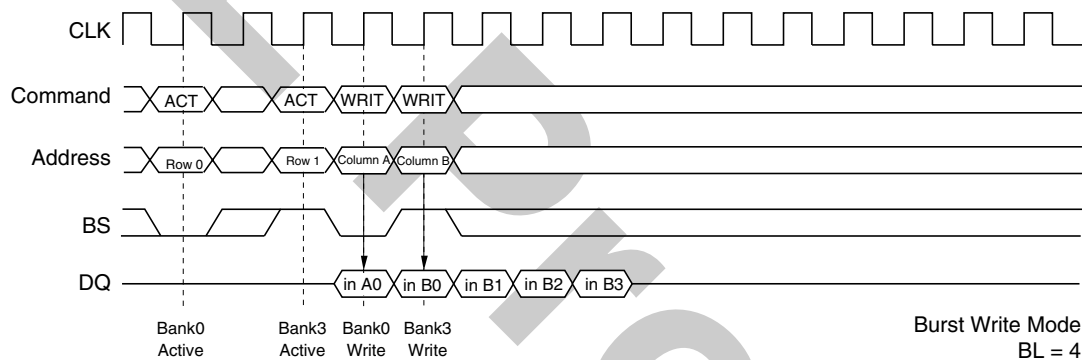 CLK
Command ACT ACT WRIT WRIT
Address Row 0 Row 1 Column A Column B
BS
DQ in A0 in B0 in B1 in B2 in B3
Bank0 Bank3 Bank0 Bank3
Active Active Write Write
Burst Write Mode
BL = 4